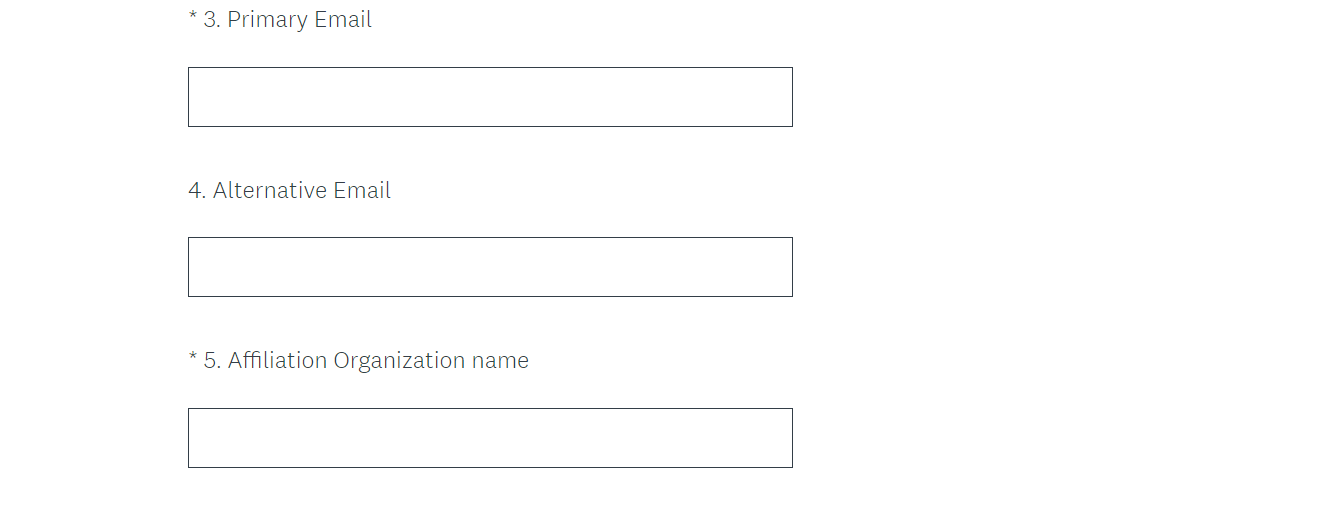 * 3. Primary Email
4. Alternative Email
* 5. Affiliation Organization name